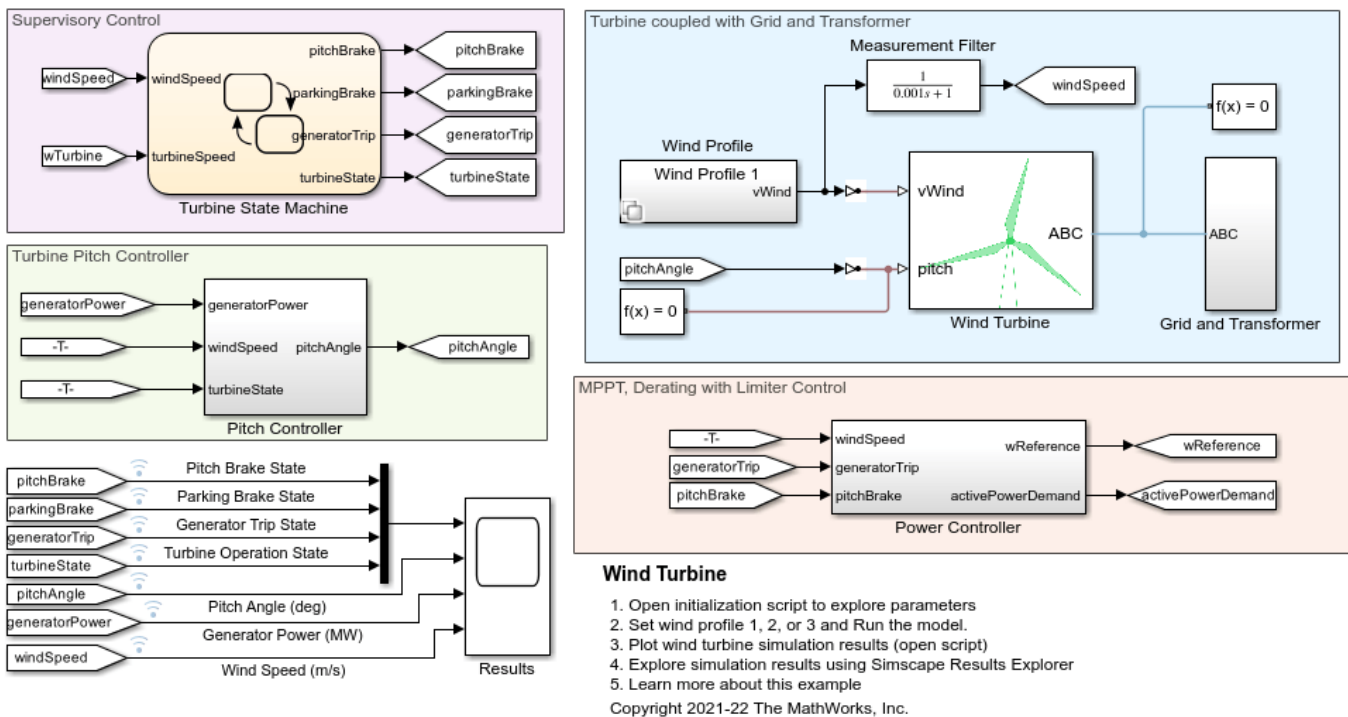 Supervisory Control
windSpeed
wTurbine
windSpeed
turbineSpeed
pitchBrake
parkingBrake
generatorTrip
turbineState
pitchBrake
parkingBrake
generatorTrip
turbineState
Turbine State Machine
Turbine coupled with Grid and Transformer
Measurement Filter
1
0.001s + 1
windSpeed
f(x) = 0
Wind Profile
Wind Profile 1
vWind
vWind
pitch
ABC
ABC
pitchAngle
f(x) = 0
Wind Turbine
Grid and Transformer
Turbine Pitch Controller
generatorPower
-T-
-T-
generatorPower
windSpeed
turbineState
pitchAngle
pitchAngle
Pitch Controller
MPPT, Derating with Limiter Control
-T-
generatorTrip
pitchBrake
windSpeed
generatorTrip
pitchBrake
wReference
activePowerDemand
wReference
activePowerDemand
Power Controller
pitchBrake
parkingBrake
generatorTrip
turbineState
pitchAngle
generatorPower
windSpeed
Pitch Brake State
Parking Brake State
Generator Trip State
Turbine Operation State
Pitch Angle (deg)
Generator Power (MW)
Wind Speed (m/s)
Results
Wind Turbine
1. Open initialization script to explore parameters
2. Set wind profile 1, 2, or 3 and Run the model.
3. Plot wind turbine simulation results (open script)
4. Explore simulation results using Simscape Results Explorer
5. Learn more about this example
Copyright 2021-22 The MathWorks, Inc.